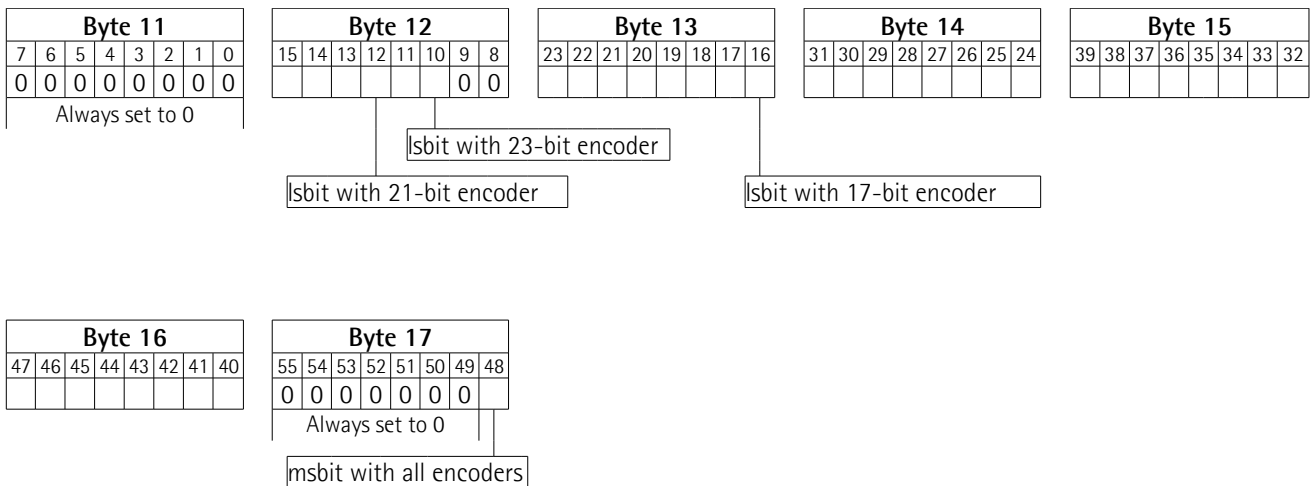 Byte 11 Byte 12 Byte 13 Byte 14 Byte 15
7 6 5 4 3 2 1 0 15 14 13 12 11 10 9 8 23 22 21 20 19 18 17 16 31 30 29 28 27 26 25 24 39 38 37 36 35 34 33 32
0 0 0 0 0 0 0 0 0 0
Always set to 0
lsbit with 23-bit encoder
lsbit with 21-bit encoder lsbit with 17-bit encoder
Byte 16 Byte 17
47 46 45 44 43 42 41 40 55 54 53 52 51 50 49 48
0 0 0 0 0 0 0
Always set to 0
msbit with all encoders